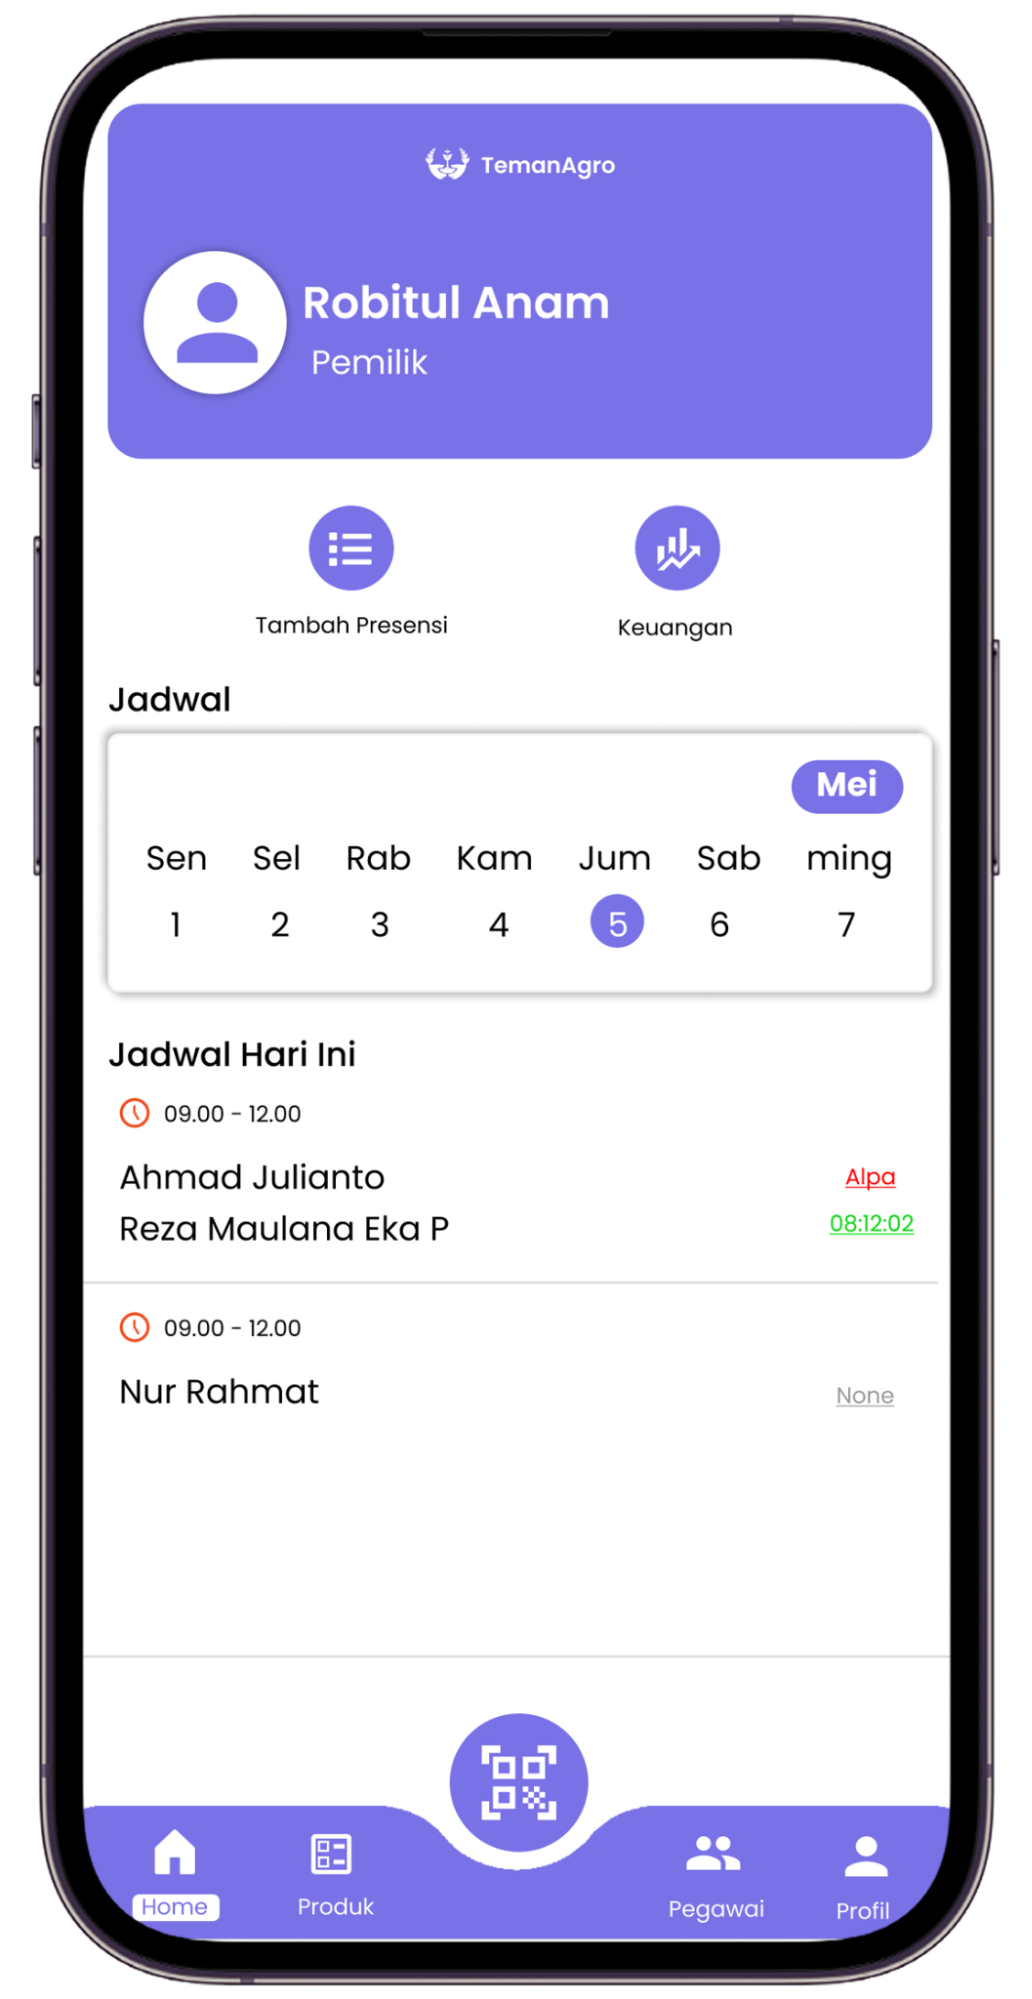 TemanAgro
Robitul Anam
Pemilik
Tambah Presensi
Keuangan
Jadwal
Mei
Sen Sel Rab Kam Jum Sab ming
1 2 3 4 5 6 7
Jadwal Hari Ini
09.00 - 12.00
Ahmad Julianto Alpa
Reza Maulana Eka P 08:12:02
09.00 - 12.00
Nur Rahmat None
Home Produk Pegawai Profil